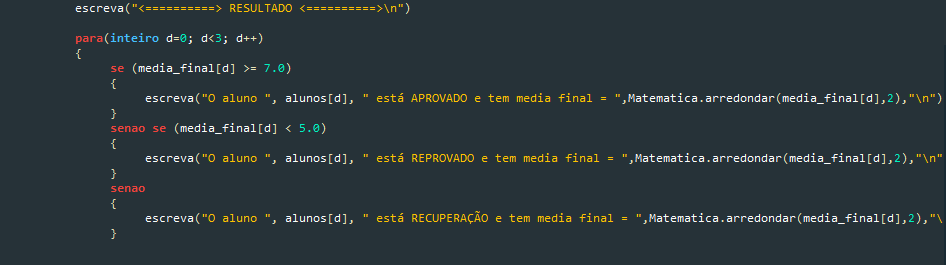 escreva("<==========> RESULTADO <==========>\n")
para(inteiro d=0; d<3; d++)
{
se (media_final[d] >= 7.0)
{
escreva("O aluno ", alunos[d], " está APROVADO e tem media final = ",Matematica.arredondar(media_final[d],2),"\n")
}
senao se (media_final[d] < 5.0)
{
escreva("O aluno ", alunos[d], " está REPROVADO e tem media final = ",Matematica.arredondar(media_final[d],2),"\n"
}
senao
{
escreva("O aluno ", alunos[d], " está RECUPERAÇÃO e tem media final = ",Matematica.arredondar(media_final[d],2),"\
}